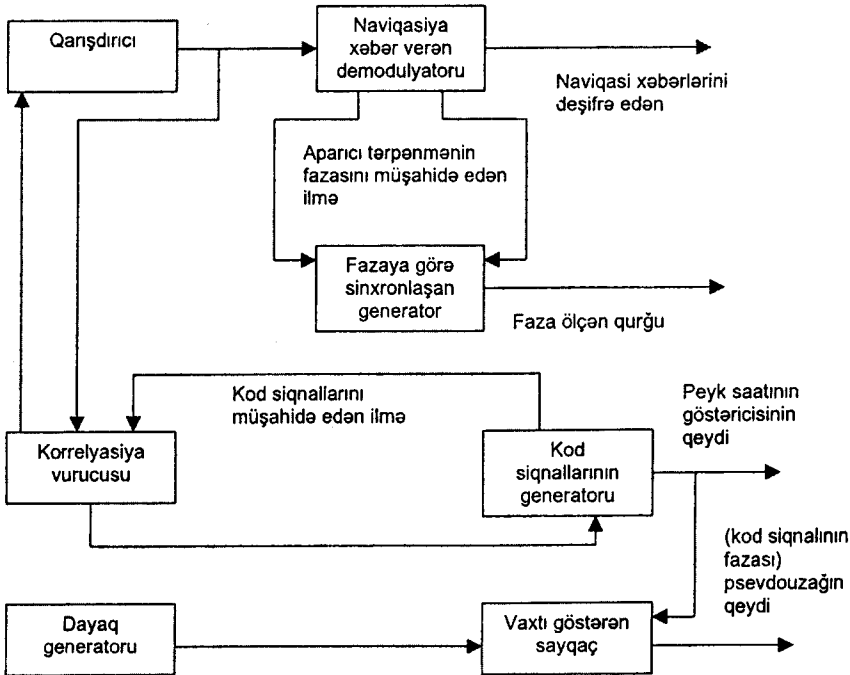 Qarışdırıcı
Naviqasiya
xəbər verən
demodulyatoru
Naviqasi xəbərlərini
deşifrə edən
Aparıcı tərpənmənin
fazasını müşahidə edən
ilmə
Fazaya görə
sinxronlaşan
generator
Faza ölçən qurğu
Kod siqnallarını
müşahidə edən ilmə
Peyk saatının
göstəricisinin
qeydi
Korrelyasiya
vurucusu
Kod
siqnallarının
generatoru
(kod siqnalının
fazası)
psevdouzağın
qeydi
Dayaq
generatoru
Vaxtı göstərən
sayqaç